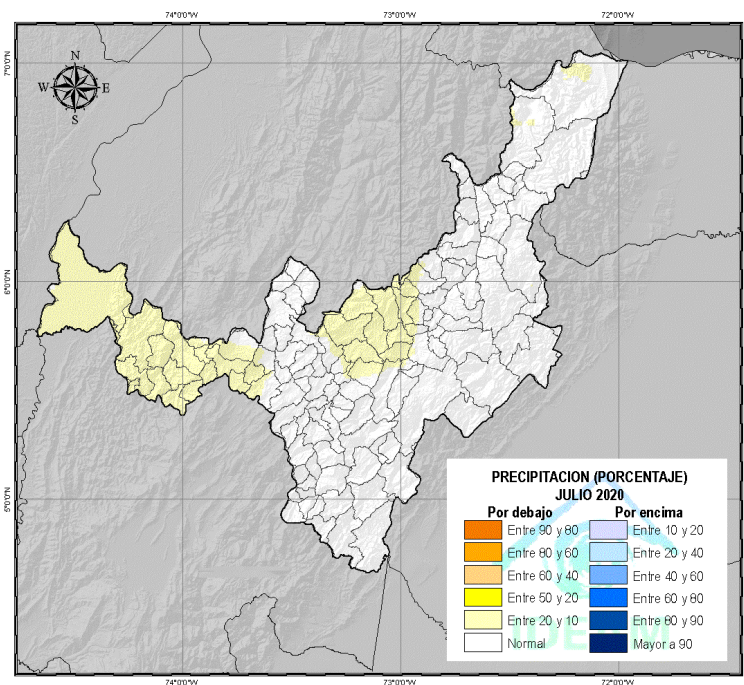 74°0'0"W 73°0'0"W 72°0'0"W
7°0'0"N
N
W E
S
6°0'0"N
5°0'0"N
PRECIPITACION (PORCENTAJE)
JULIO 2020
Por debajo Por encima
Entre 90 y 80 Entre 10 y 20
Entre 80 y 60 Entre 20 y 40
Entre 60 y 40 Entre 40 y 60
Entre 50 y 20 Entre 60 y 80
Entre 20 y 10 Entre 80 y 90
Normal Mayor a 90
IDEAM
74°0'0"W 73°0'0"W 72°0'0"W